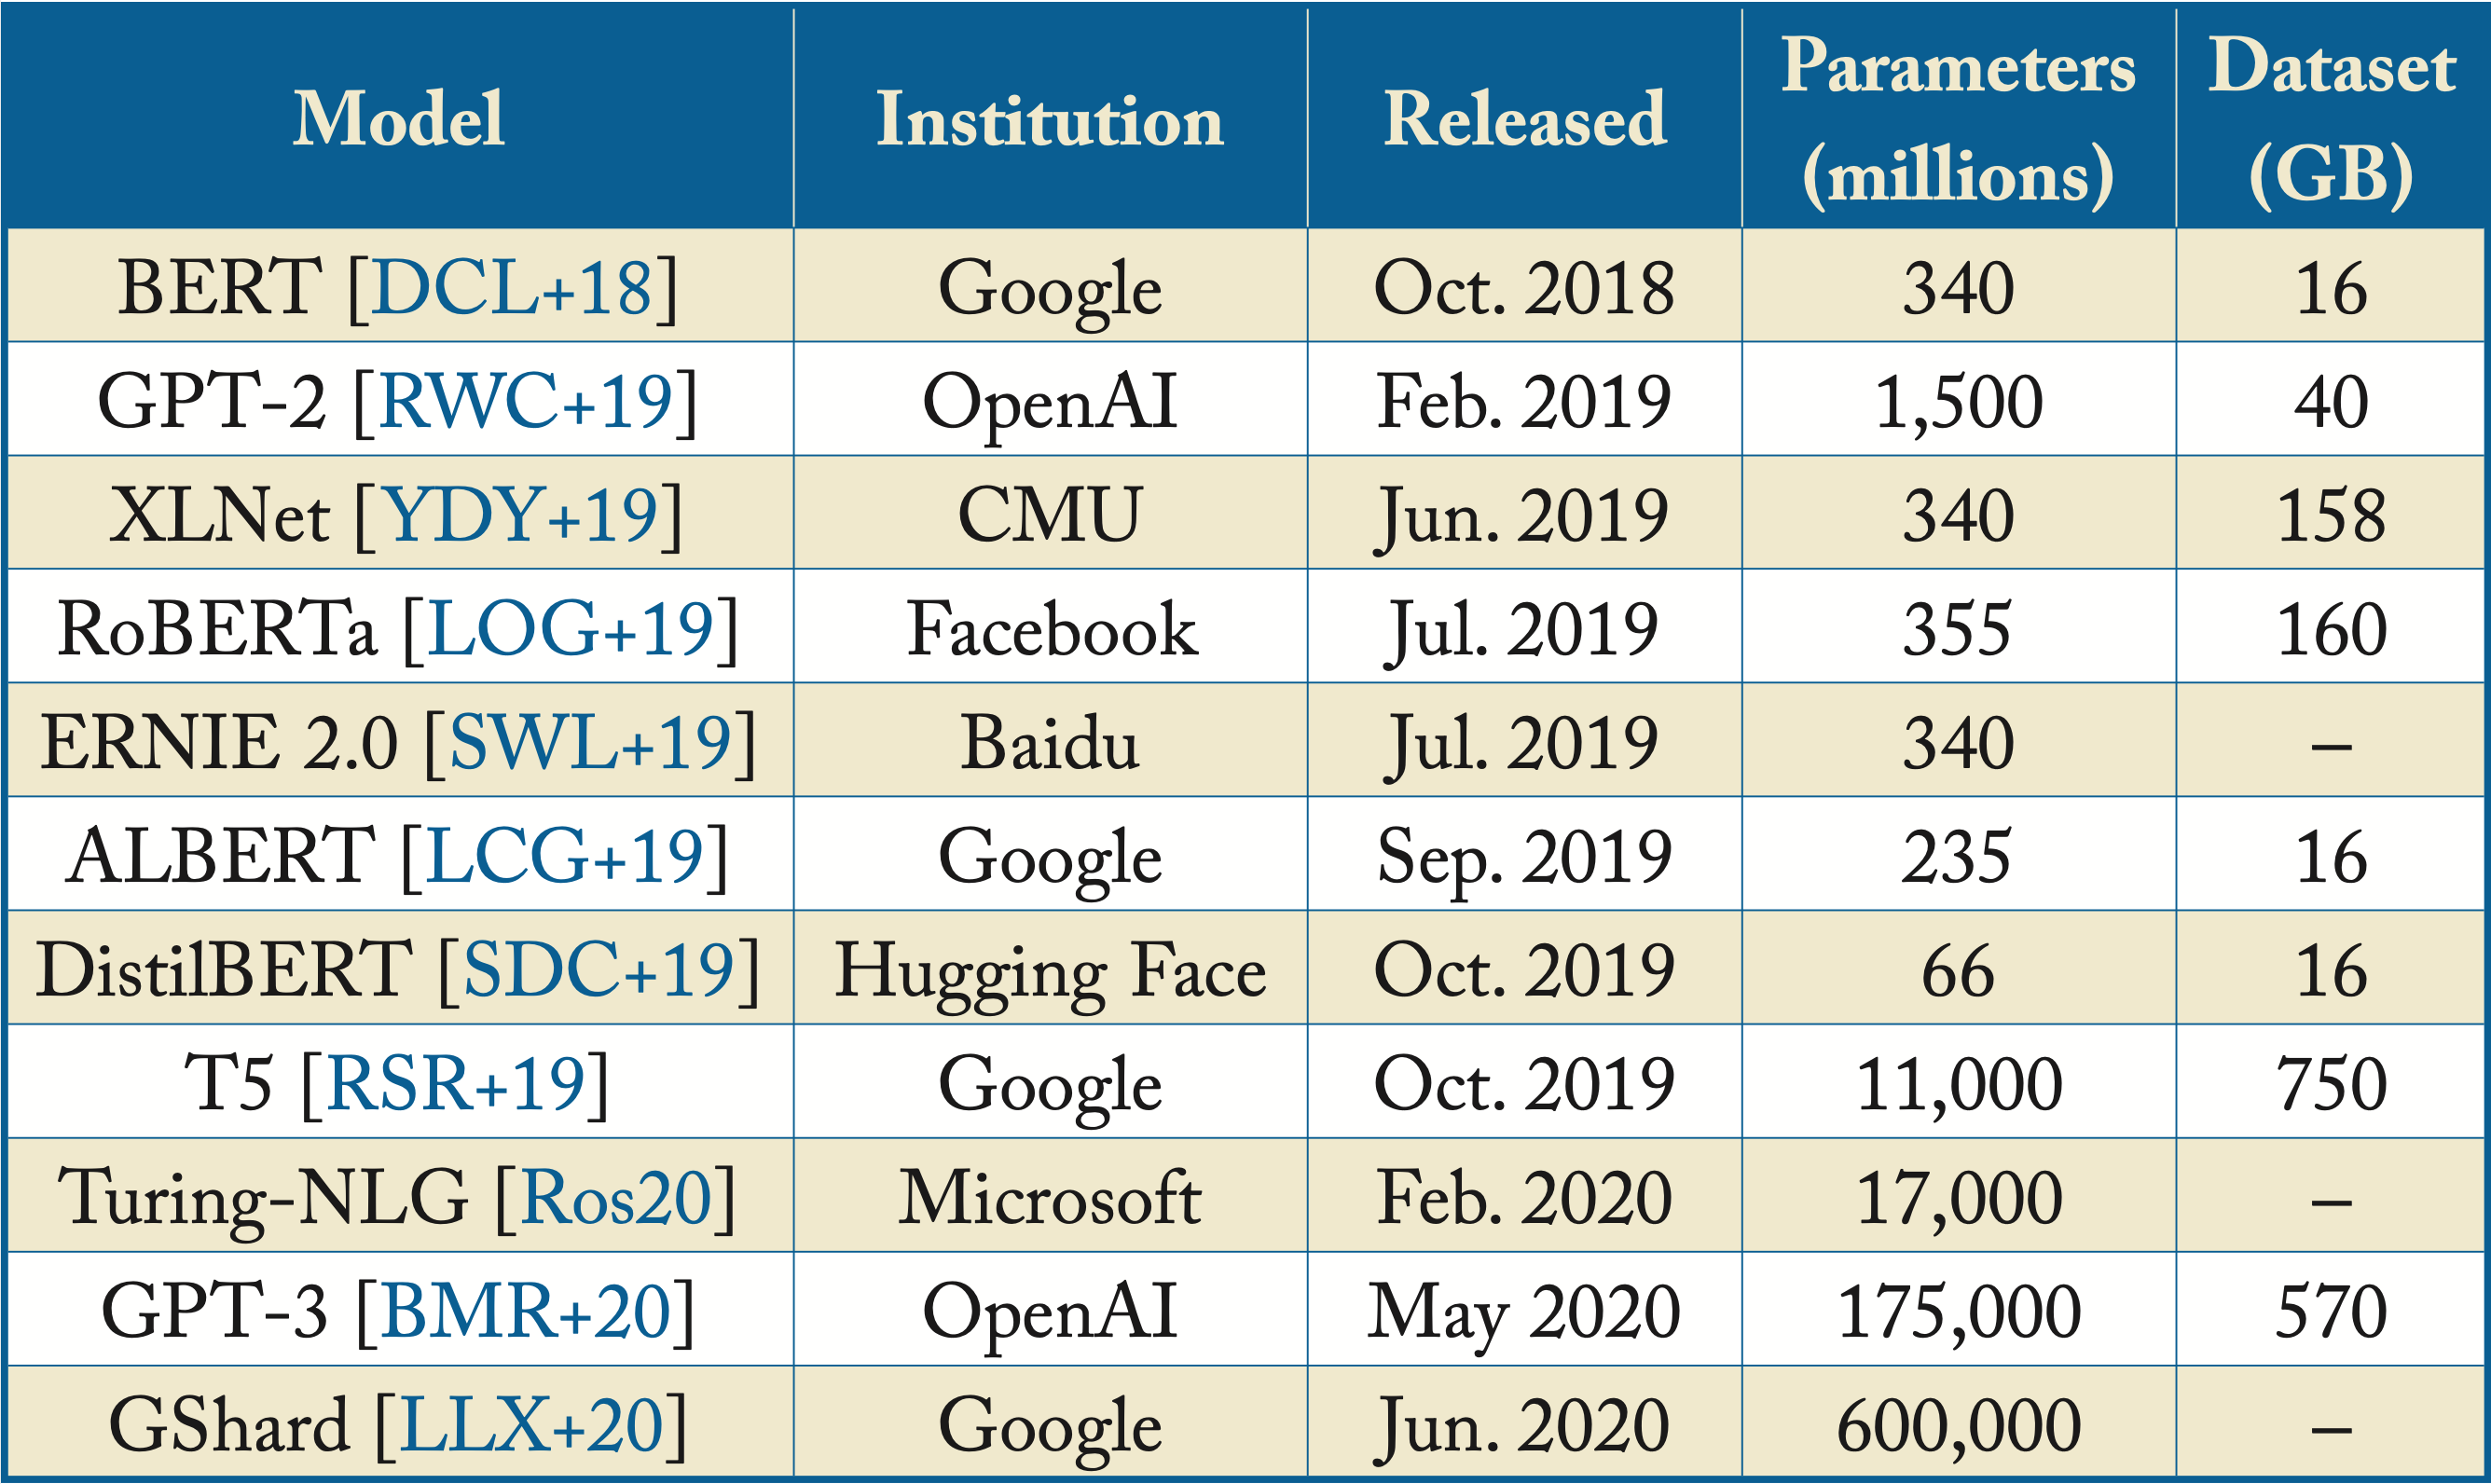 Model Institution Released Parameters (millions) Dataset (GB)
BERT [DCL+18] Google Oct. 2018 340 16
GPT-2 [RWC+19] OpenAI Feb. 2019 1,500 40
XLNet [YDY+19] CMU Jun. 2019 340 158
RoBERTa [LOG+19] Facebook Jul. 2019 355 160
ERNIE 2.0 [SWL+19] Baidu Jul. 2019 340 –
ALBERT [LCG+19] Google Sep. 2019 235 16
DistilBERT [SDC+19] Hugging Face Oct. 2019 66 16
T5 [RSR+19] Google Oct. 2019 11,000 750
Turing-NLG [Ros20] Microsoft Feb. 2020 17,000 –
GPT-3 [BMR+20] OpenAI May 2020 175,000 570
GShard [LLX+20] Google Jun. 2020 600,000 –